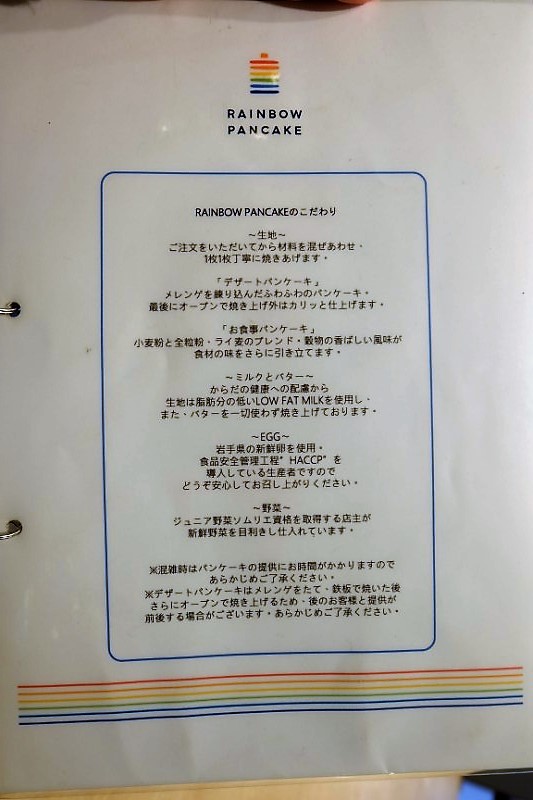 RAINBOW
PANCAKE
RAINBOW PANCAKEのこだわり
～生地～
ご注文をいただいてから材料を混ぜあわせ・
1枚1枚丁寧に焼きあげます・
「デザートパンケーキ」
メレンゲを練り込んだふわふわのパンケーキ・
最後にオーブンで焼き上げ外はカリッと仕上げます・
「お食事パンケーキ」
小麦粉と全粒粉・ライ麦のブレンド・穀物の香ばしい風味が
食材の味をさらに引き立てます・
～ミルクとバター～
からだの健康への配慮から
生地は脂肪分の低いLOW FAT MILKを使用し、
また、バターを一切使わず焼き上げております・
～EGG～
岩手県の新鮮卵を使用・
食品安全管理工程"HACCP"を
導入している生産者ですので
どうぞ安心してお召し上がりください・
～野菜～
ジュニア野菜ソムリエ資格を取得する店主が
新鮮野菜を目利きし仕入れています・
※混雑時はパンケーキの提供にお時間がかかりますので
あらかじめご了承ください・
※デザートパンケーキはメレンゲをたて、鉄板で焼いた後
さらにオーブンで焼き上げるため、後のお客様と提供が
前後する場合がございます・あらかじめご了承ください・